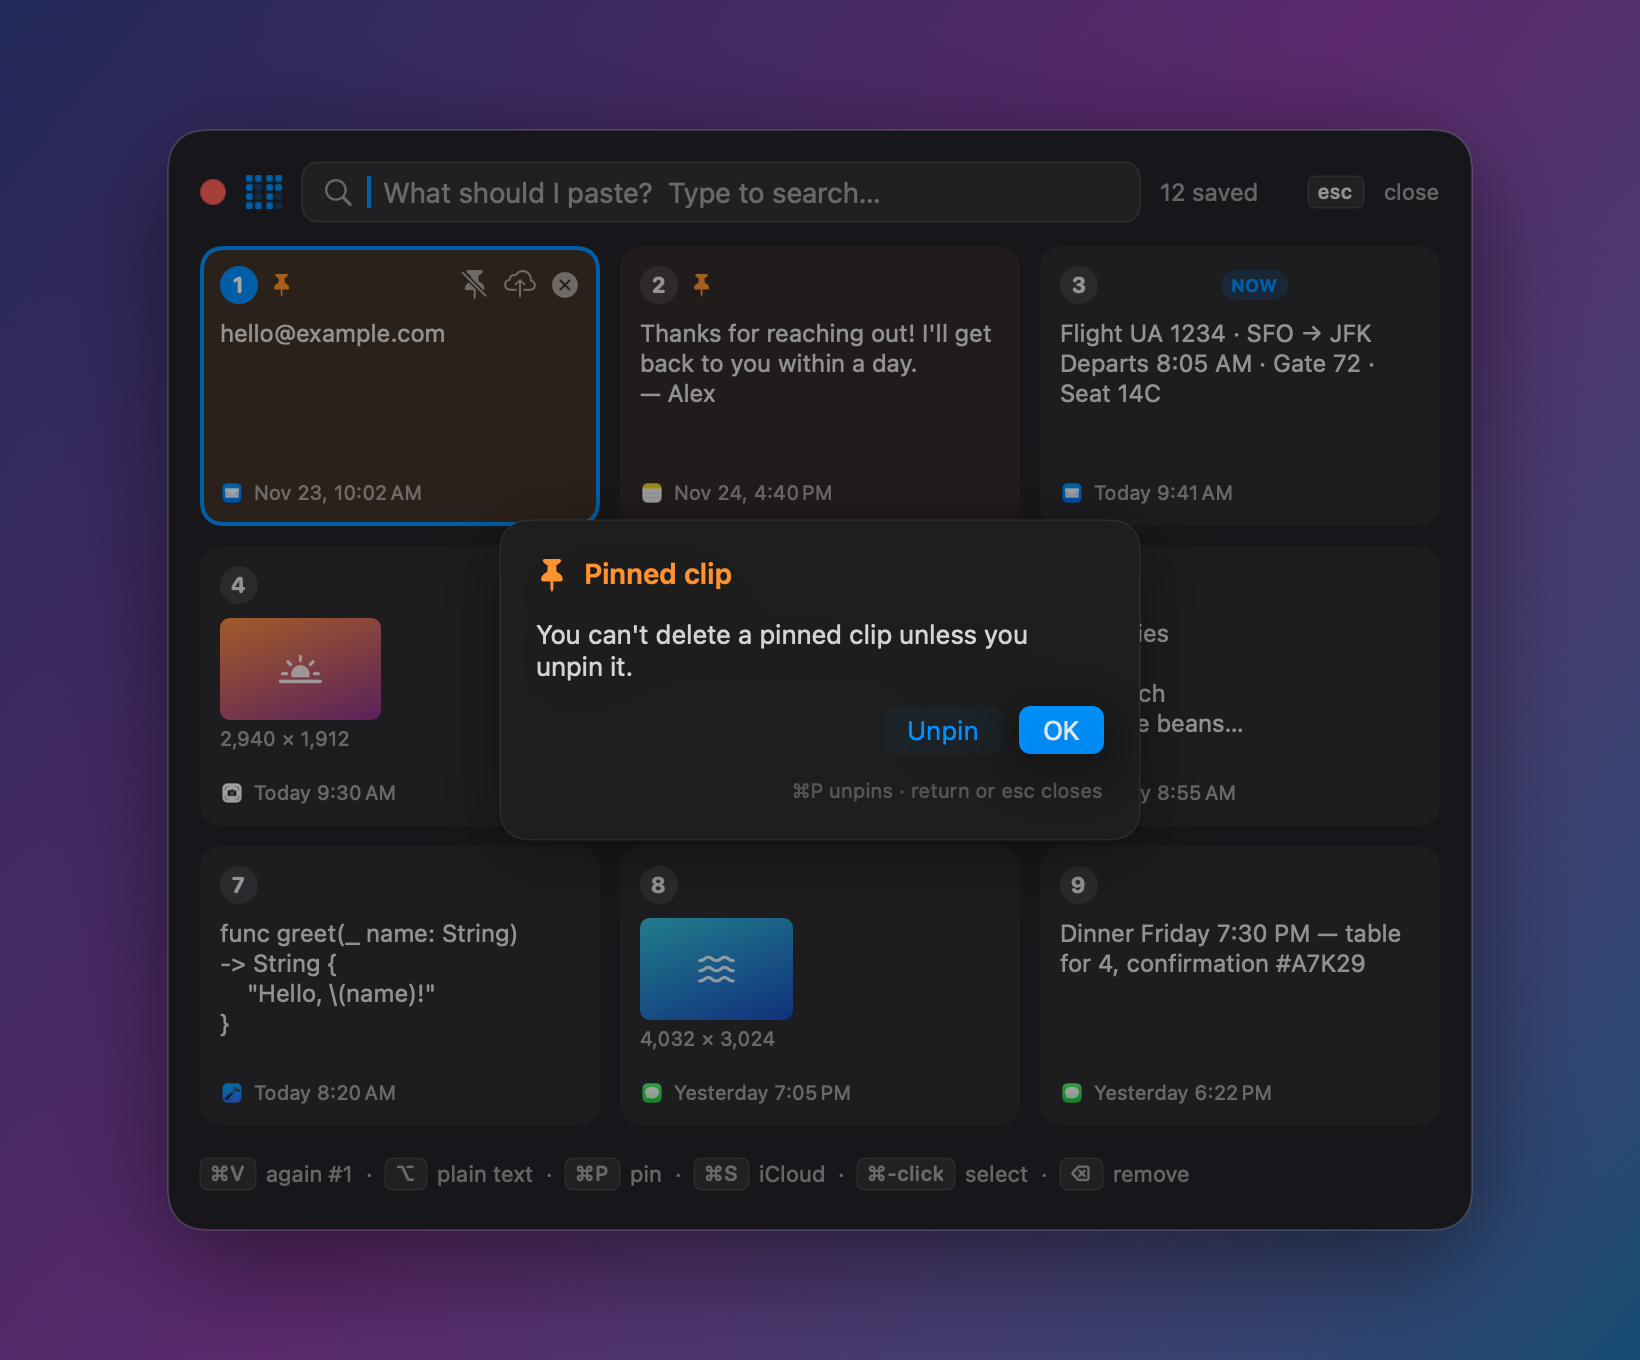 What should I paste? Type to search...
12 saved
esc close
1
hello@example.com
Nov 23, 10:02 AM
2
Thanks for reaching out! I'll get
back to you within a day.
— Alex
Nov 24, 4:40 PM
3
NOW
Flight UA 1234 · SFO → JFK
Departs 8:05 AM · Gate 72 ·
Seat 14C
Today 9:41 AM
4
2,940 × 1,912
Today 9:30 AM
Pinned clip
You can't delete a pinned clip unless you
unpin it.
Unpin
OK
⌘P unpins · return or esc closes
beans...
8:55 AM
7
func greet(_ name: String)
-> String {
"Hello, \(name)!"
}
Today 8:20 AM
8
4,032 × 3,024
Yesterday 7:05 PM
9
Dinner Friday 7:30 PM — table
for 4, confirmation #A7K29
Yesterday 6:22 PM
⌘V again #1 · ⌥ plain text · ⌘P pin · ⌘S iCloud · ⌘-click select · ⌫ remove